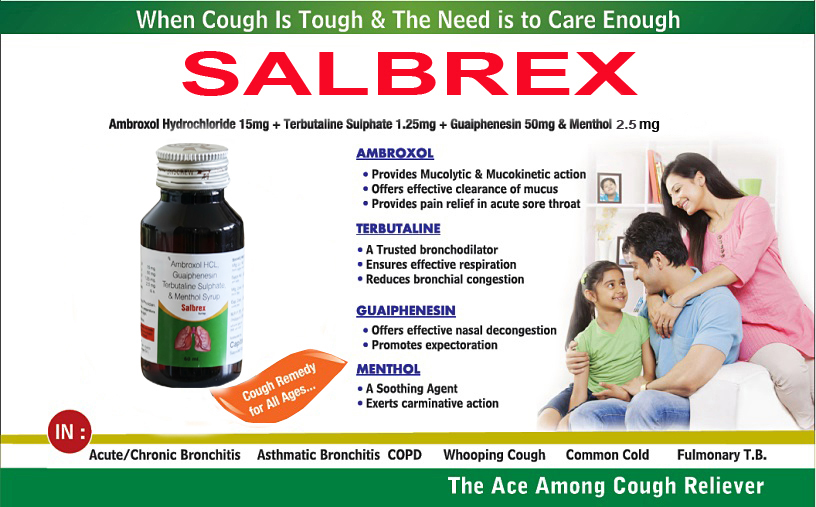 When Cough Is Tough & The Need is to Care Enough
SALBREX
Ambroxol Hydrochloride 15mg + Terbutaline Sulphate 1.25mg + Guaiphenesin 50mg & Menthol 2.5 mg
AMBROXOL
• Provides Mucolytic & Mucokinetic action
• Offers effective clearance of mucus
• Provides pain relief in acute sore throat
TERBUTALINE
• A Trusted bronchodilator
• Ensures effective respiration
• Reduces bronchial congestion
GUAIPHENESIN
• Offers effective nasal decongestion
• Promotes expectoration
MENTHOL
• A Soothing Agent
• Exerts carminative action
Ambroxol HCL,
Guaiphenesin
Terbutaline Sulphate
& Menthol Syrup
Salbrex
Cough Remedy
for All Ages...
IN :
Acute/Chronic Bronchitis Asthmatic Bronchitis COPD Whooping Cough Common Cold Fulmonary T.B.
The Ace Among Cough Reliever